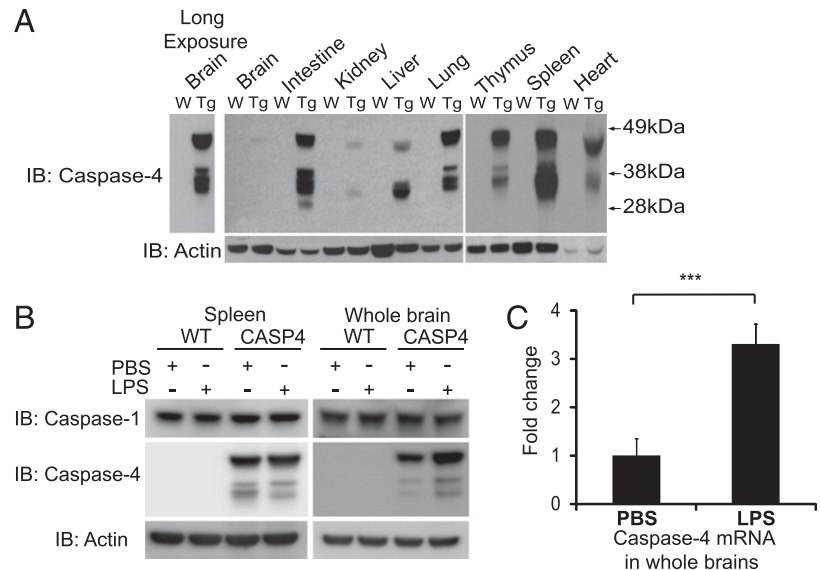 A
Long
Exposure
Brain Brain Intestine Kidney Liver Lung Thymus Spleen Heart
W Tg W Tg W Tg W Tg W Tg W Tg W Tg W Tg W Tg
←49kDa
IB: Caspase-4
←38kDa
←28kDa
IB: Actin
B
Spleen Whole brain
WT CASP4 WT CASP4
PBS + - + - + - + -
LPS - + - + - + - +
IB: Caspase-1
IB: Caspase-4
IB: Actin
C
***
4
3
2
1
0
Fold change
PBS LPS
Caspase-4 mRNA
in whole brains